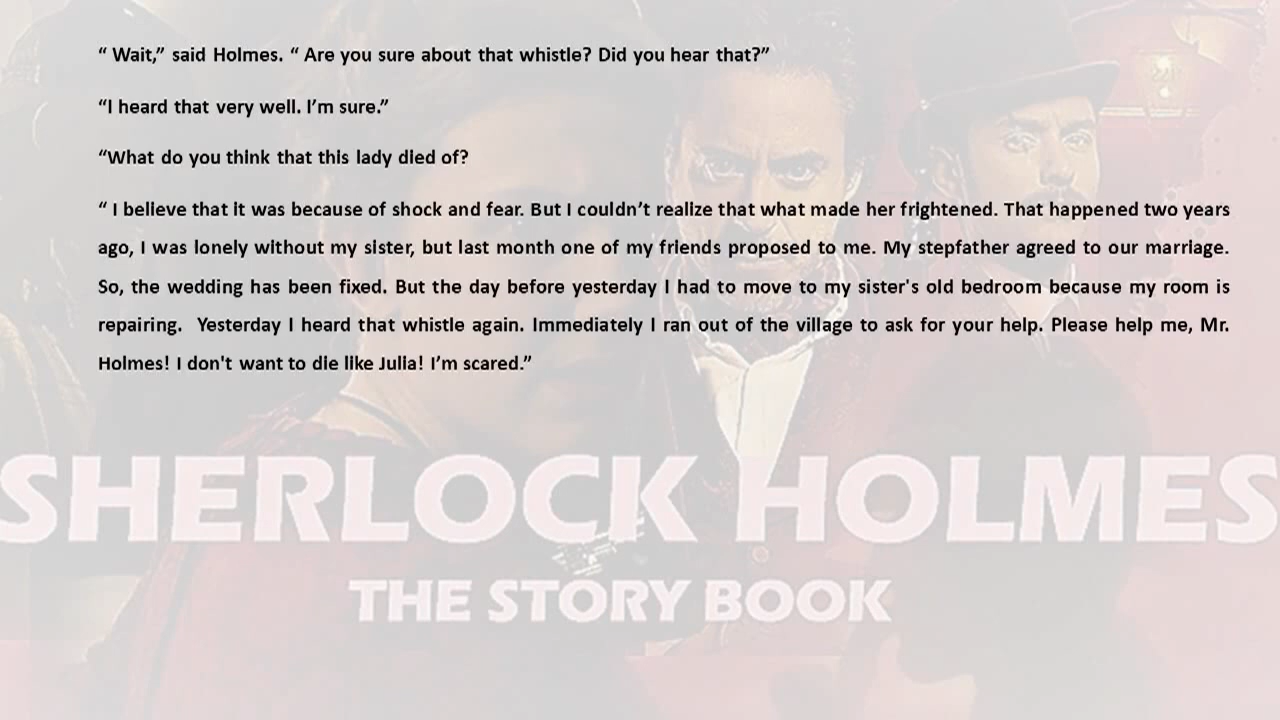 “ Wait,” said Holmes. “ Are you sure about that whistle? Did you hear that?”
“I heard that very well. I’m sure.”
“What do you think that this lady died of?
“ I believe that it was because of shock and fear. But I couldn’t realize that what made her frightened. That happened two years
ago, I was lonely without my sister, but last month one of my friends proposed to me. My stepfather agreed to our marriage.
So, the wedding has been fixed. But the day before yesterday I had to move to my sister's old bedroom because my room is
repairing. Yesterday I heard that whistle again. Immediately I ran out of the village to ask for your help. Please help me, Mr.
Holmes! I don't want to die like Julia! I’m scared.”
SHERLOCK HOLMES
THE STORY BOOK